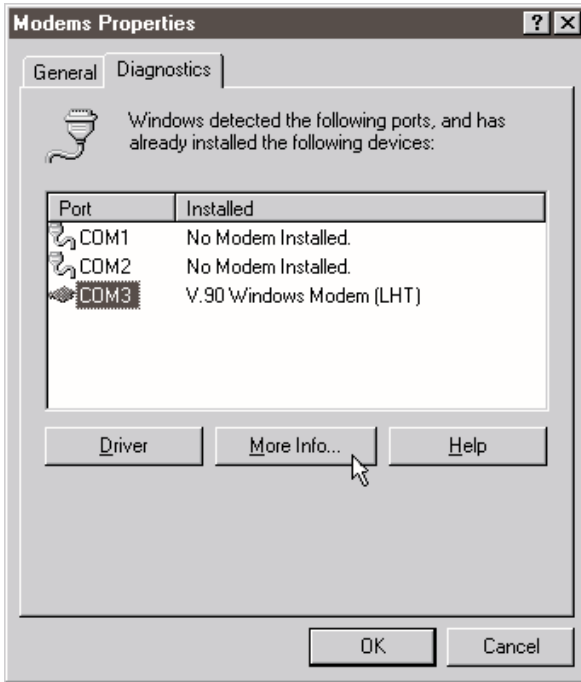 Modems Properties
General Diagnostics
Windows detected the following ports, and has
already installed the following devices:
Port Installed
COM1 No Modem Installed.
COM2 No Modem Installed.
COM3 V.90 Windows Modem (LHT)
Driver More Info... Help
OK Cancel